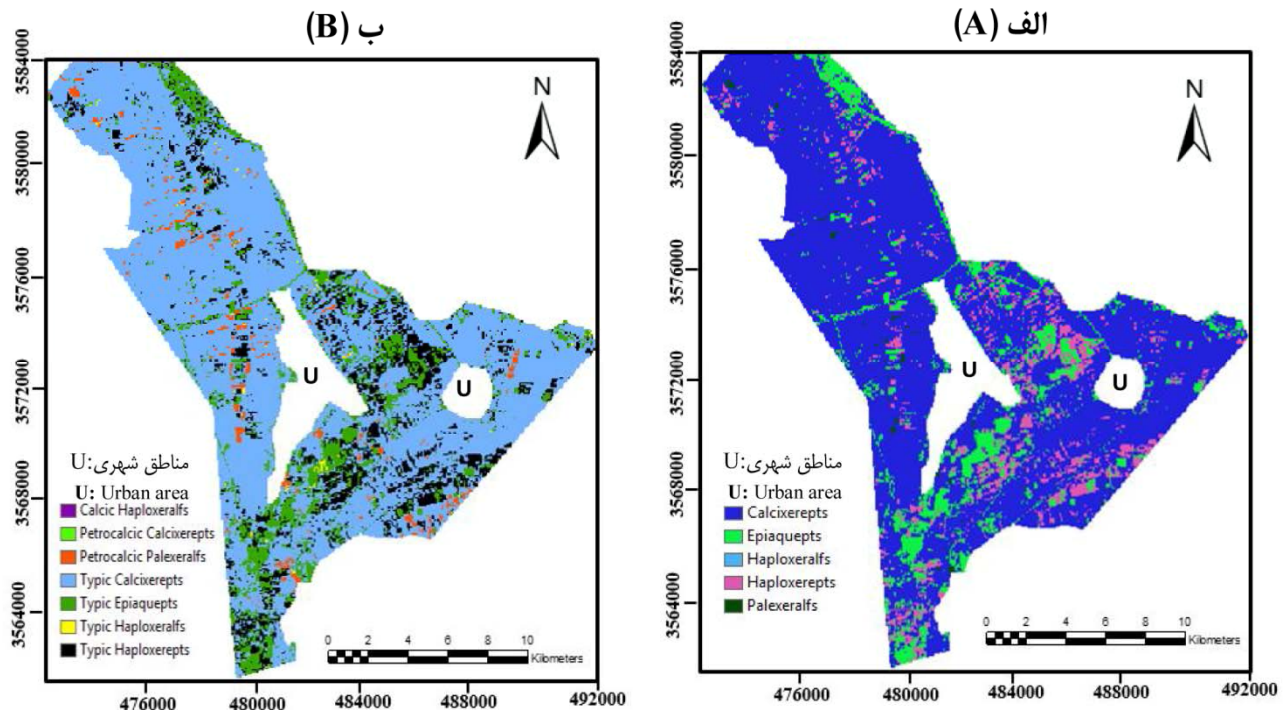 ب (B)
N
3584000
3580000
3576000
3572000
3568000
3564000
U
U
U:مناطق شهری
U: Urban area
Calcic Haploxeralfs
Petrocalcic Calcixerepts
Petrocalcic Palexeralfs
Typic Calcixerepts
Typic Epiaquepts
Typic Haploxeralfs
Typic Haploxerepts
0 2 4 6 8 10
Kilometers
476000 480000 484000 488000 492000
الف (A)
N
3584000
3580000
3576000
3572000
3568000
3564000
U
U
U:مناطق شهری
U: Urban area
Calcixerepts
Epiaquepts
Haploxeralfs
Haploxerepts
Palexeralfs
0 2 4 6 8 10
Kilometers
476000 480000 484000 488000 492000